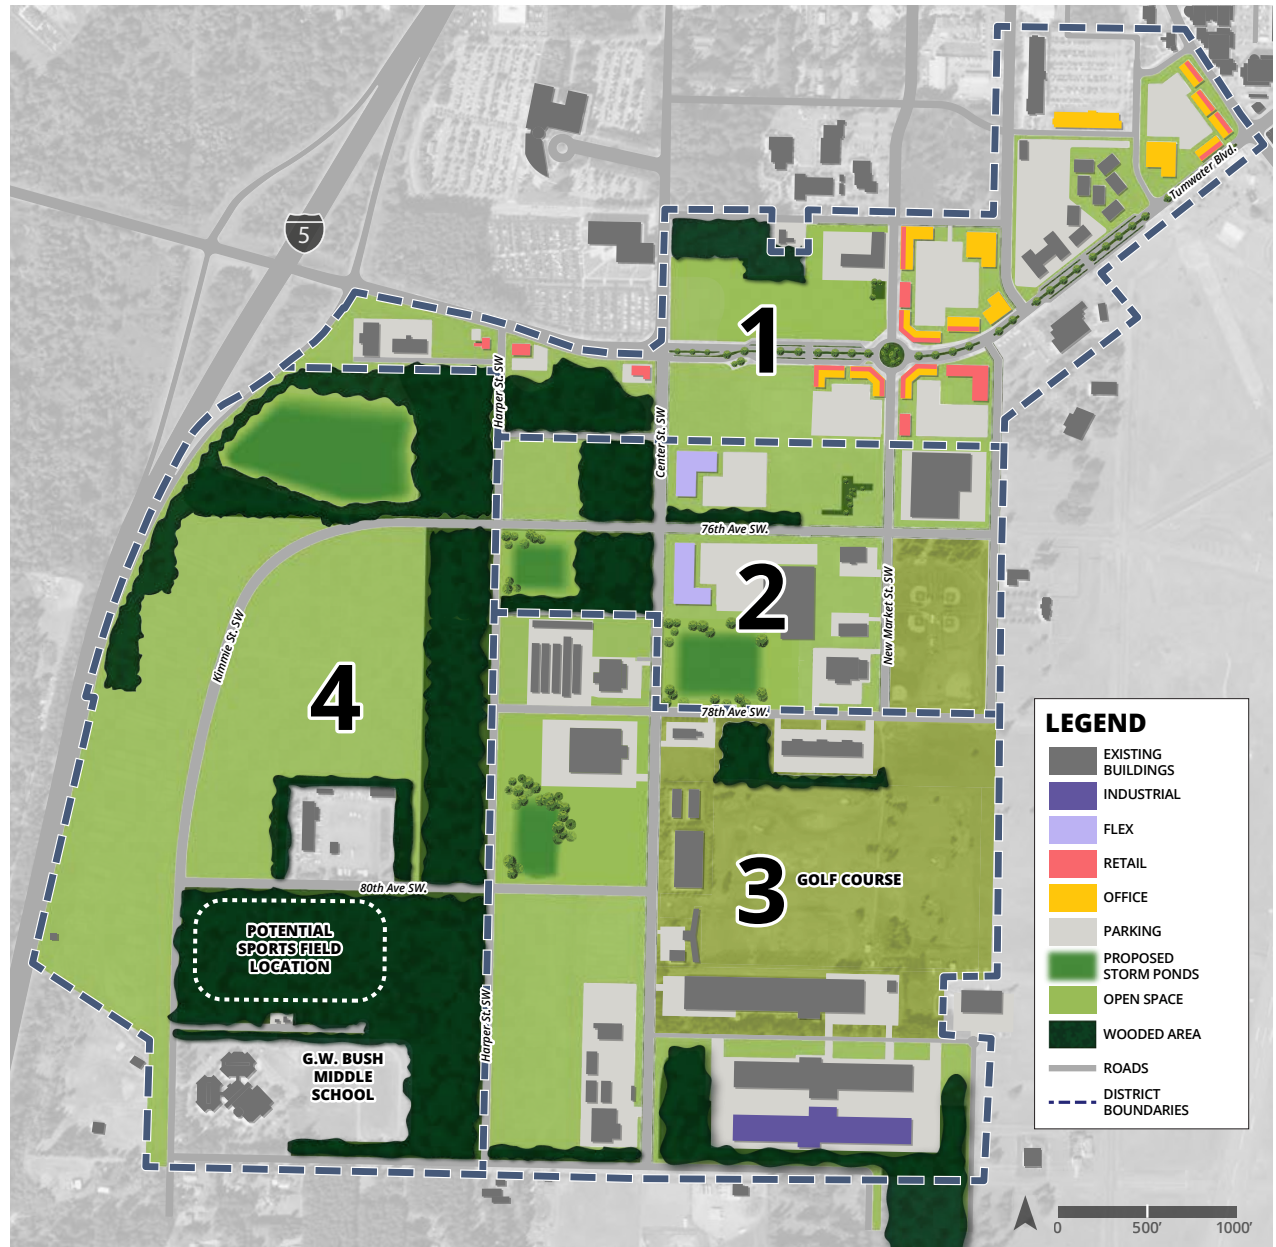 5
Tumwater Blvd.
1
Harper St. SW
Center St. SW
76th Ave SW.
2
New Market St. SW
Kimmie St. SW
4
78th Ave SW.
3
GOLF COURSE
80th Ave SW.
POTENTIAL
SPORTS FIELD
LOCATION
Harper St. SW
G.W. BUSH
MIDDLE
SCHOOL
LEGEND
EXISTING
BUILDINGS
INDUSTRIAL
FLEX
RETAIL
OFFICE
PARKING
PROPOSED
STORM PONDS
OPEN SPACE
WOODED AREA
ROADS
DISTRICT
BOUNDARIES
0 500' 1000'